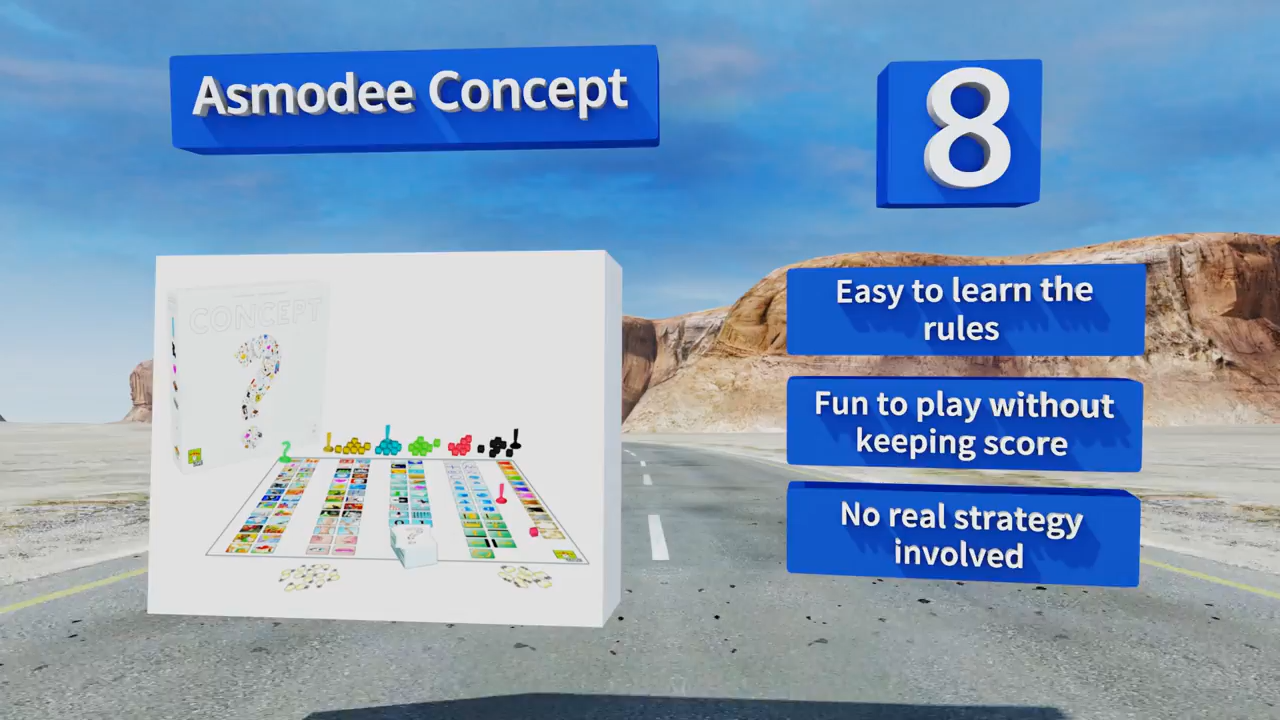 Asmodee Concept
8
CONCEPT
Easy to learn the
rules
Fun to play without
keeping score
No real strategy
involved